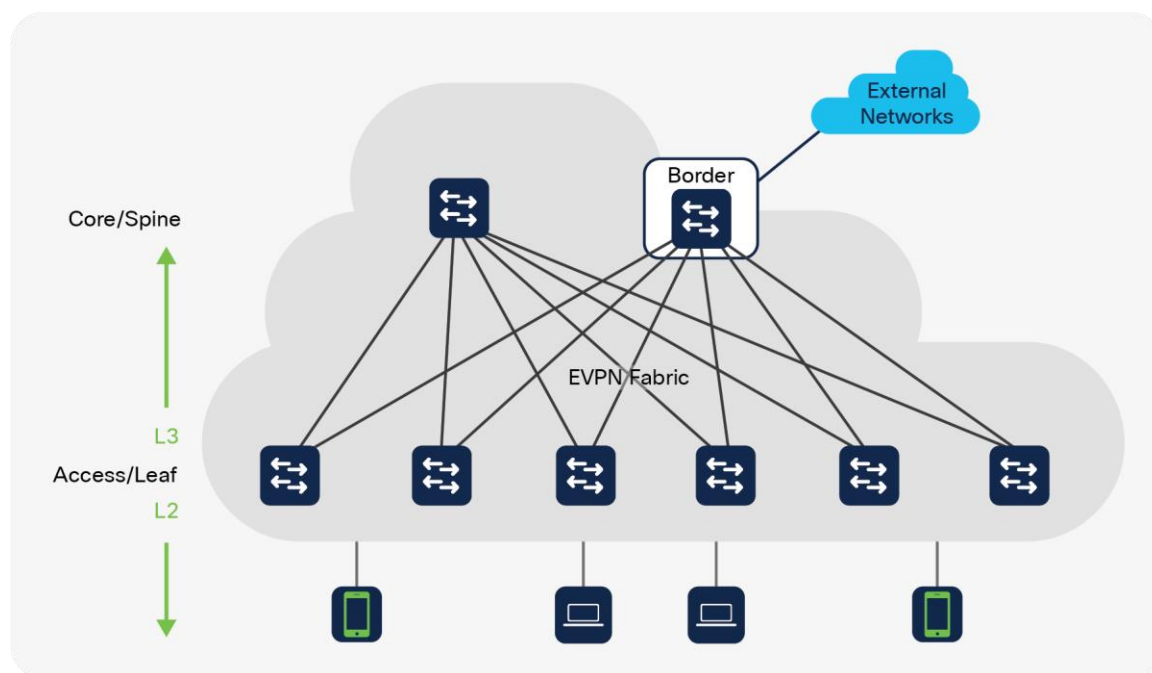 External
Networks
Border
Core/Spine
EVPN Fabric
L3
Access/Leaf
L2